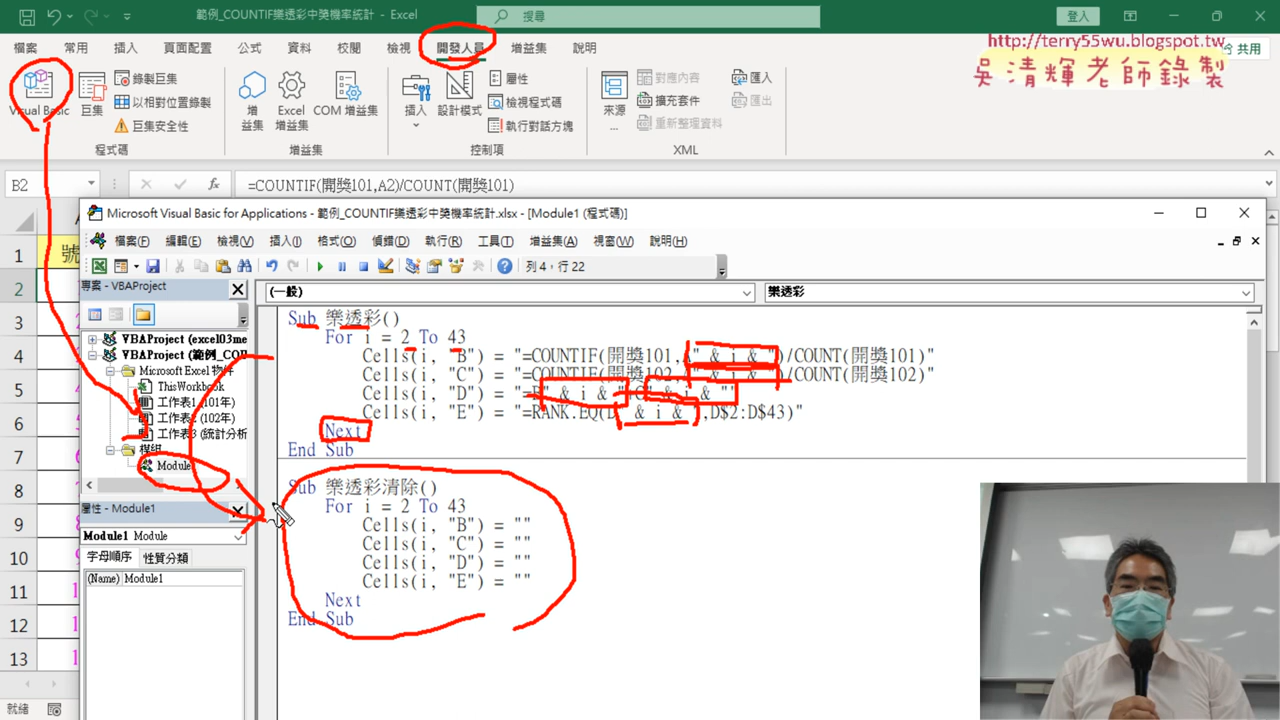 範例_COUNTIF樂透彩中獎機率統計 - Excel
搜尋
登入
檔案 常用 插入 頁面配置 公式 資料 校閱 檢視 開發人員 增益集 說明
共用
http://terry55wu.blogspot.tw
吳清輝老師錄製
Visual Basic
巨集
錄製巨集
以相對位置錄製
巨集安全性
程式碼
增益集
Excel 增益集
COM 增益集
增益集
插入
設計模式
屬性
檢視程式碼
執行對話方塊
控制項
來源
對應內容
擴充套件
重新整理資料
匯入
匯出
XML
B2
=COUNTIF(開獎101,A2)/COUNT(開獎101)
Microsoft Visual Basic for Applications - 範例_COUNTIF樂透彩中獎機率統計.xlsx - [Module1 (程式碼)]
檔案(F) 編輯(E) 檢視(V) 插入(I) 格式(O) 偵錯(D) 執行(R) 工具(T) 增益集(A) 視窗(W) 說明(H)
列 4，行 22
專案 - VBAProject
VBAProject (excel03me
VBAProject (範例_COU
Microsoft Excel 物件
ThisWorkbook
工作表1 (101年)
(102年)
工作表3 (統計分析
模組
Module
屬性 - Module1
Module1 Module
字母順序 性質分類
(Name) Module1
(一般)
樂透彩
Sub 樂透彩()
For i = 2 To 43
Cells(i, "B") = "=COUNTIF(開獎101,A" & i & ")/COUNT(開獎101)"
Cells(i, "C") = "=COUNTIF(開獎102,A" & i & ")/COUNT(開獎102)"
Cells(i, "D") = "=B" & i & "
Cells(i, "E") = "=RANK.EQ(D" & i & ",D$2:D$43)"
Next
End Sub
Sub 樂透彩清除()
For i = 2 To 43
Cells(i, "B") = ""
Cells(i, "C") = ""
Cells(i, "D") = ""
Cells(i, "E") = ""
Next
End Sub
1
2
3
4
5
6
7
8
9
10
11
12
13
就緒